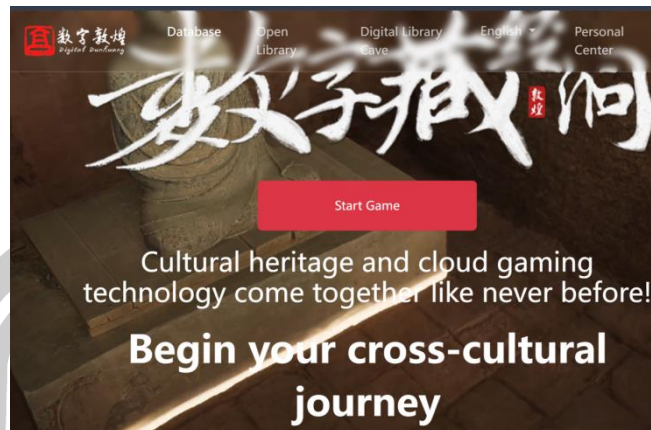 数字敦煌
Digital Dunhuang
Database
Open
Library
Digital Library
Cave
English
Personal
Center
数字藏
敦煌
洞
Start Game
Cultural heritage and cloud gaming
technology come together like never before!
Begin your cross-cultural
journey